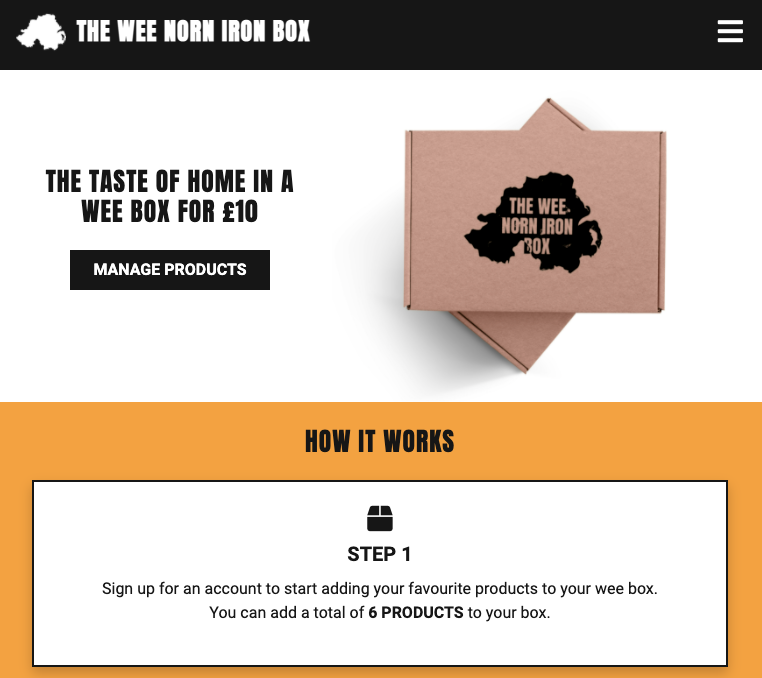 THE WEE NORN IRON BOX
THE TASTE OF HOME IN A
WEE BOX FOR £10
MANAGE PRODUCTS
THE WEE
NORN IRON
BOX
HOW IT WORKS
STEP 1
Sign up for an account to start adding your favourite products to your wee box.
You can add a total of 6 PRODUCTS to your box.